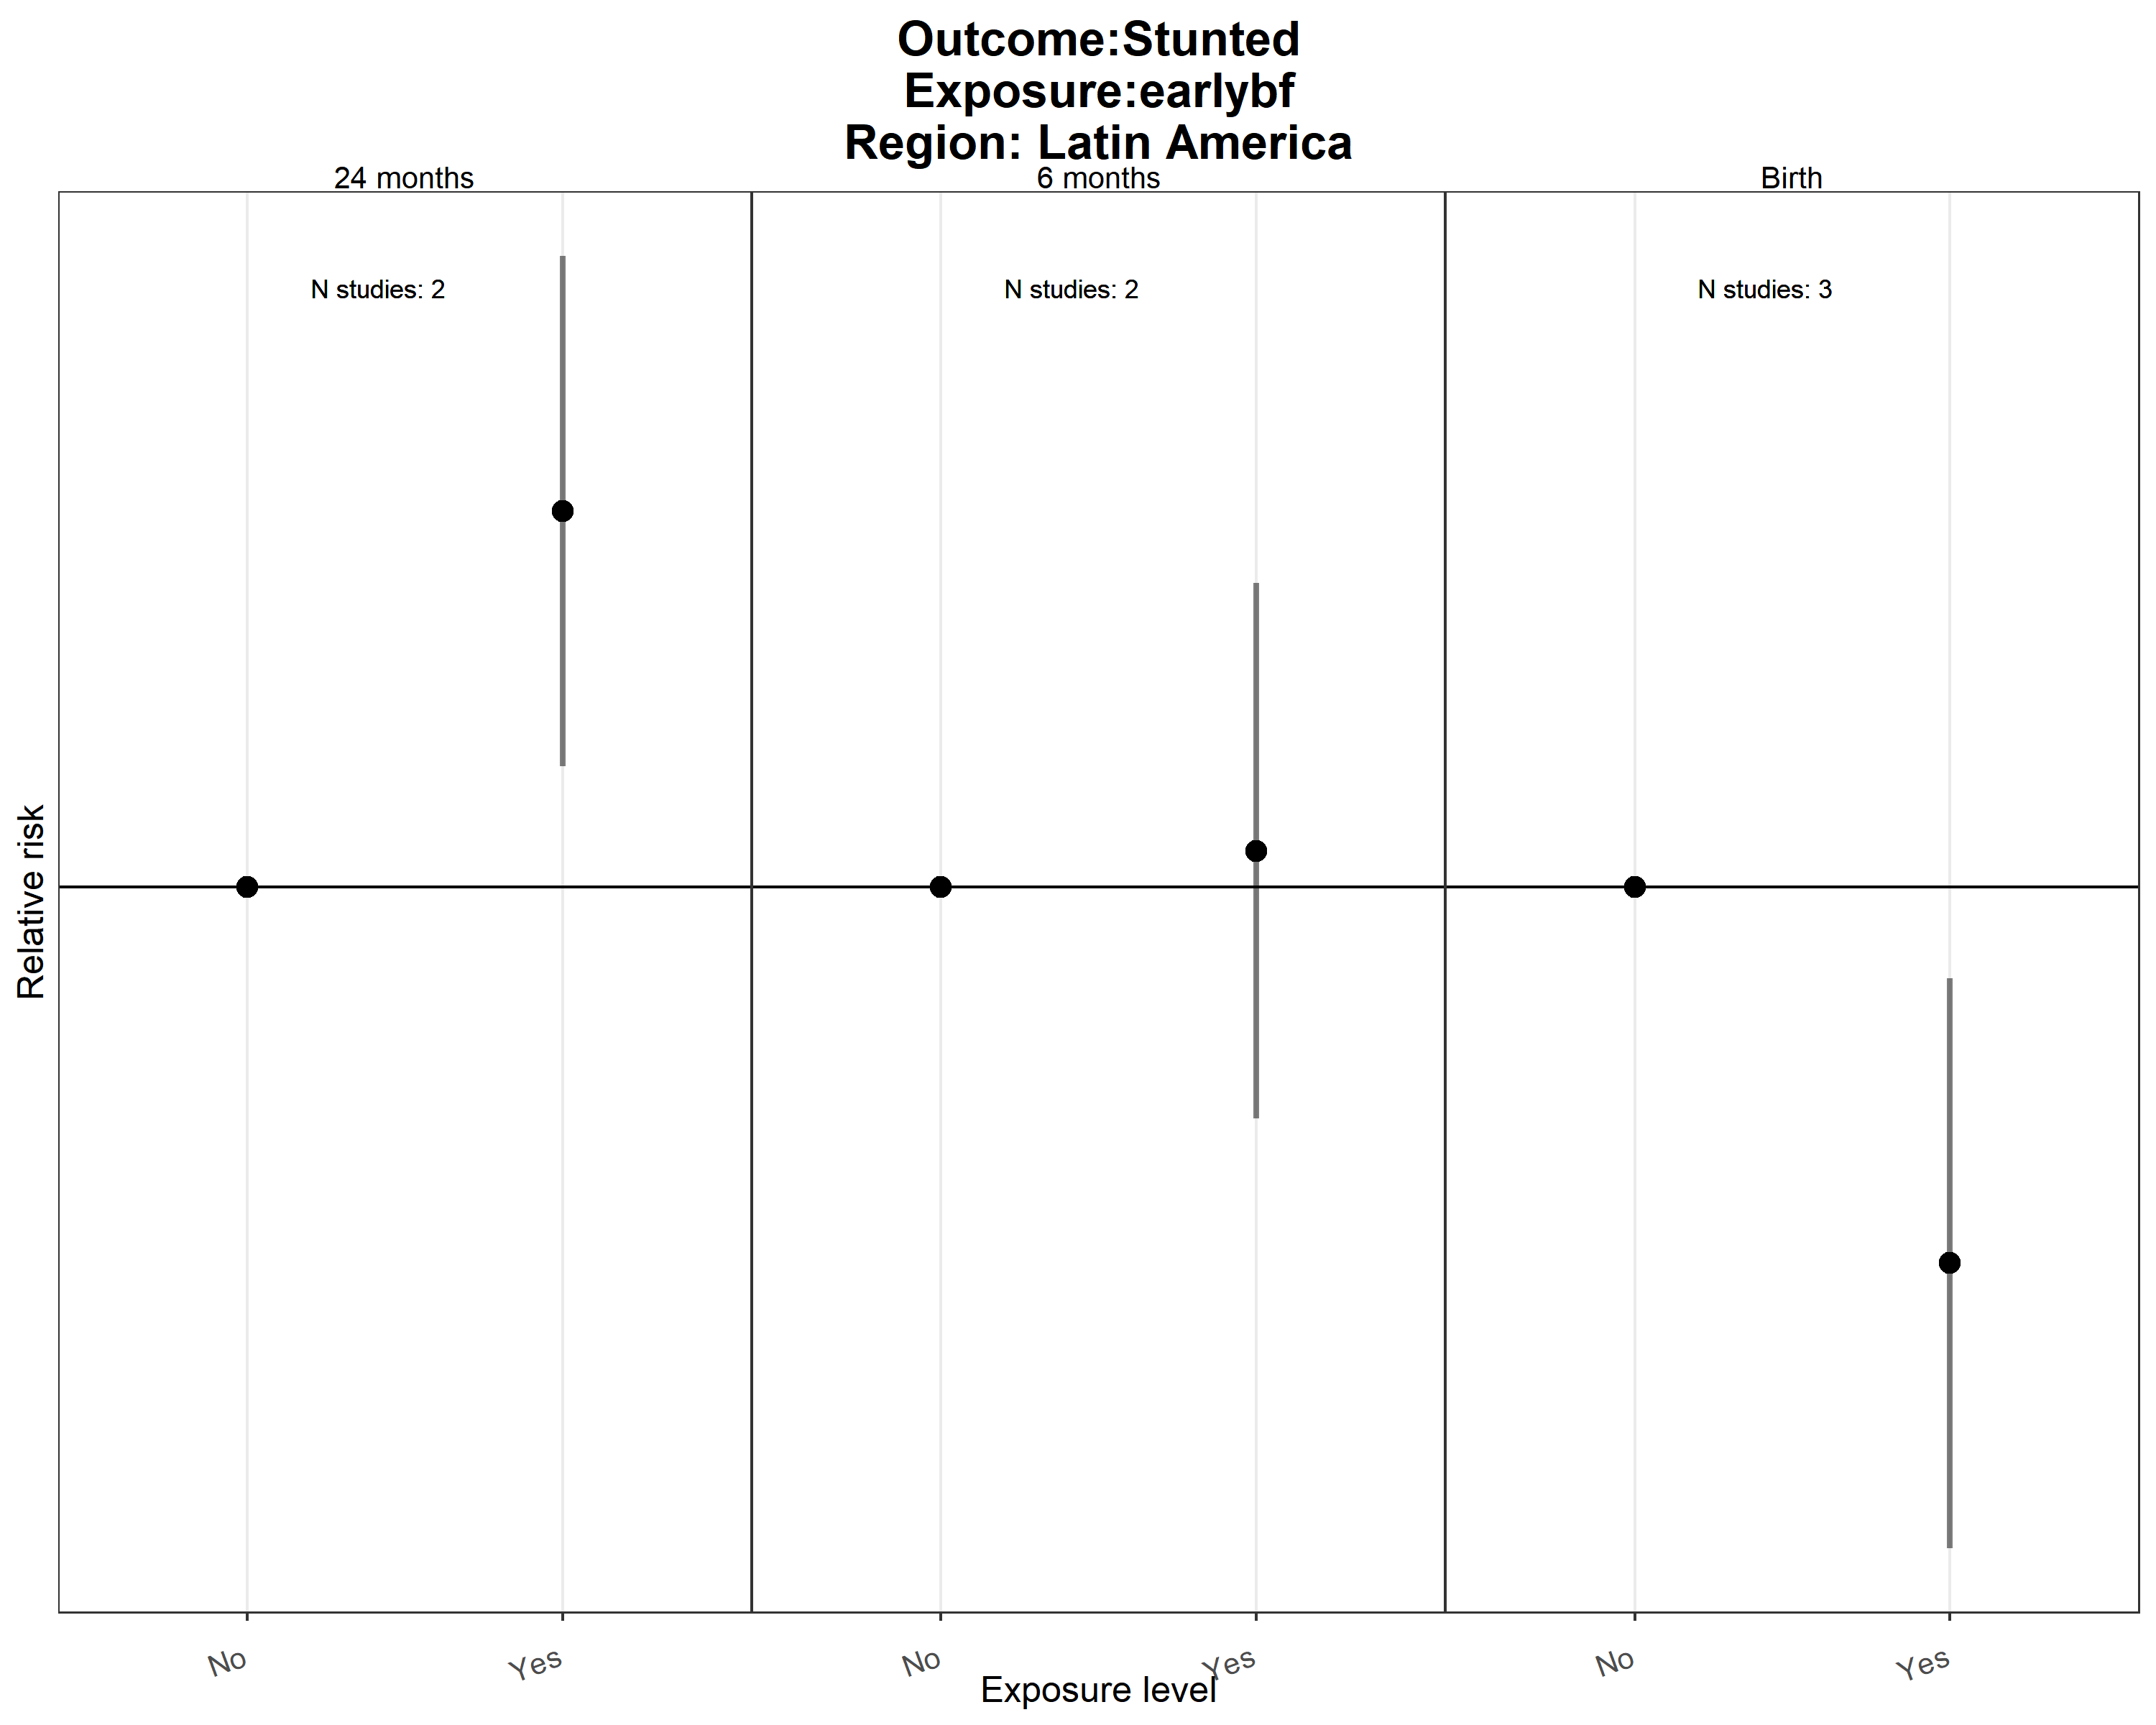 Outcome:Stunted
Exposure:earlybf
Region: Latin America
24 months
6 months
Birth
N studies: 2
N studies: 2
N studies: 3
Relative risk
No
Yes
No
Yes
No
Yes
Exposure level